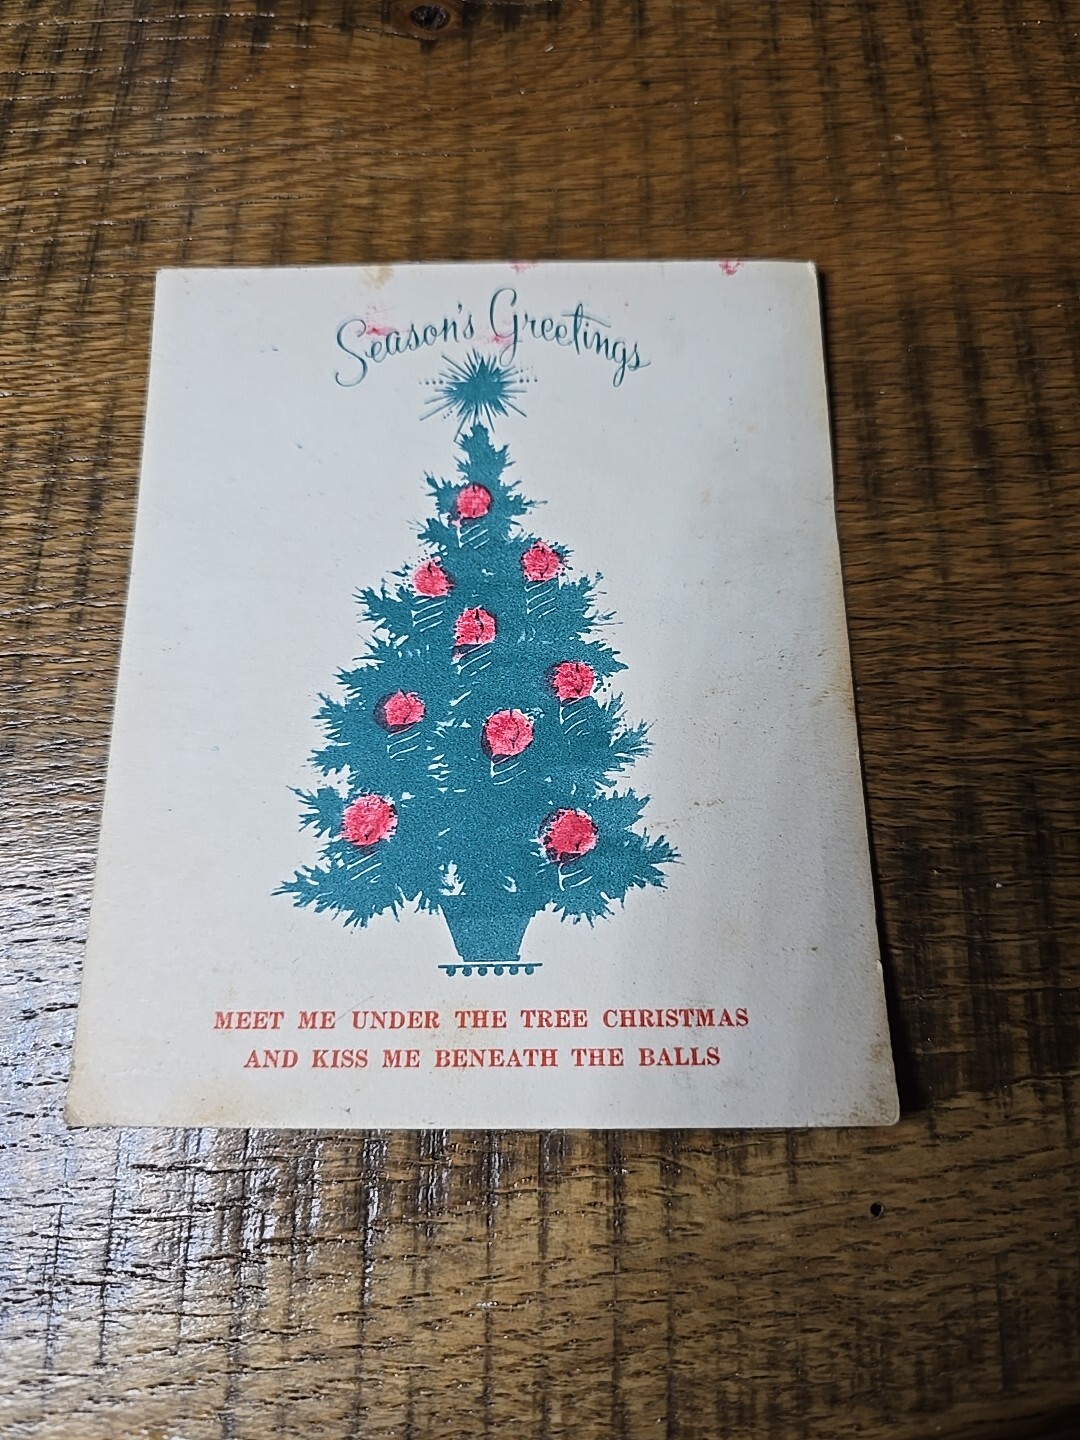 Season's Greetings
MEET ME UNDER THE TREE CHRISTMAS
AND KISS ME BENEATH THE BALLS